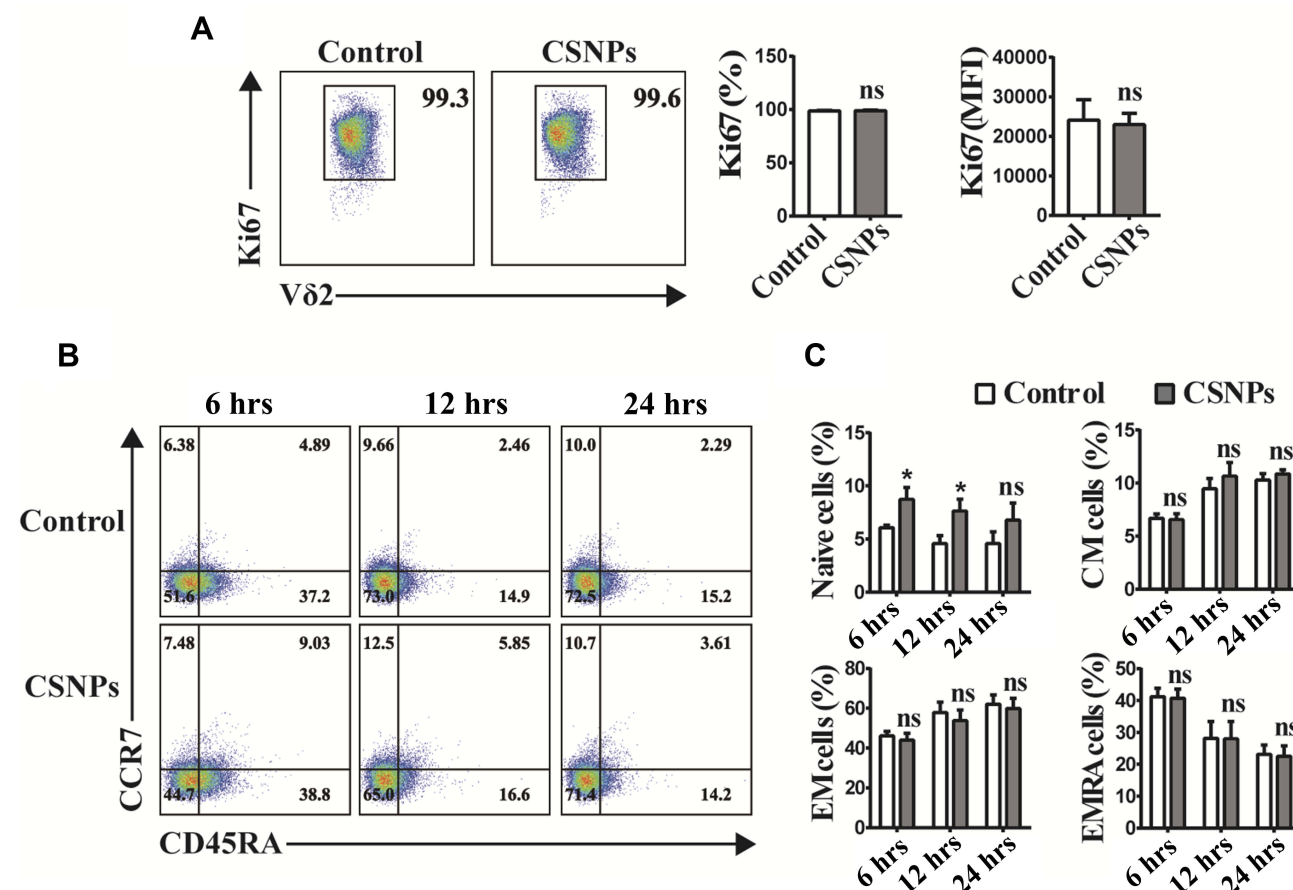 A
Control
CSNPs
99.3
99.6
Ki67
Vδ2
Ki67 (%)
150
100
50
0
ns
Control
CSNPs
Ki67(MFI)
40000
30000
20000
10000
0
ns
Control
CSNPs
B
6 hrs
12 hrs
24 hrs
Control
6.38
4.89
51.6
37.2
9.66
2.46
73.0
14.9
10.0
2.29
72.5
15.2
CSNPs
7.48
9.03
44.7
38.8
12.5
5.85
65.0
16.6
10.7
3.61
71.4
14.2
CCR7
CD45RA
C
Control
CSNPs
Naive cells (%)
15
10
5
0
*
*
ns
6 hrs
12 hrs
24 hrs
CM cells (%)
15
10
5
0
ns
ns
ns
6 hrs
12 hrs
24 hrs
EM cells (%)
80
60
40
20
0
ns
ns
ns
6 hrs
12 hrs
24 hrs
EMRA cells (%)
50
40
30
20
10
0
ns
ns
ns
6 hrs
12 hrs
24 hrs